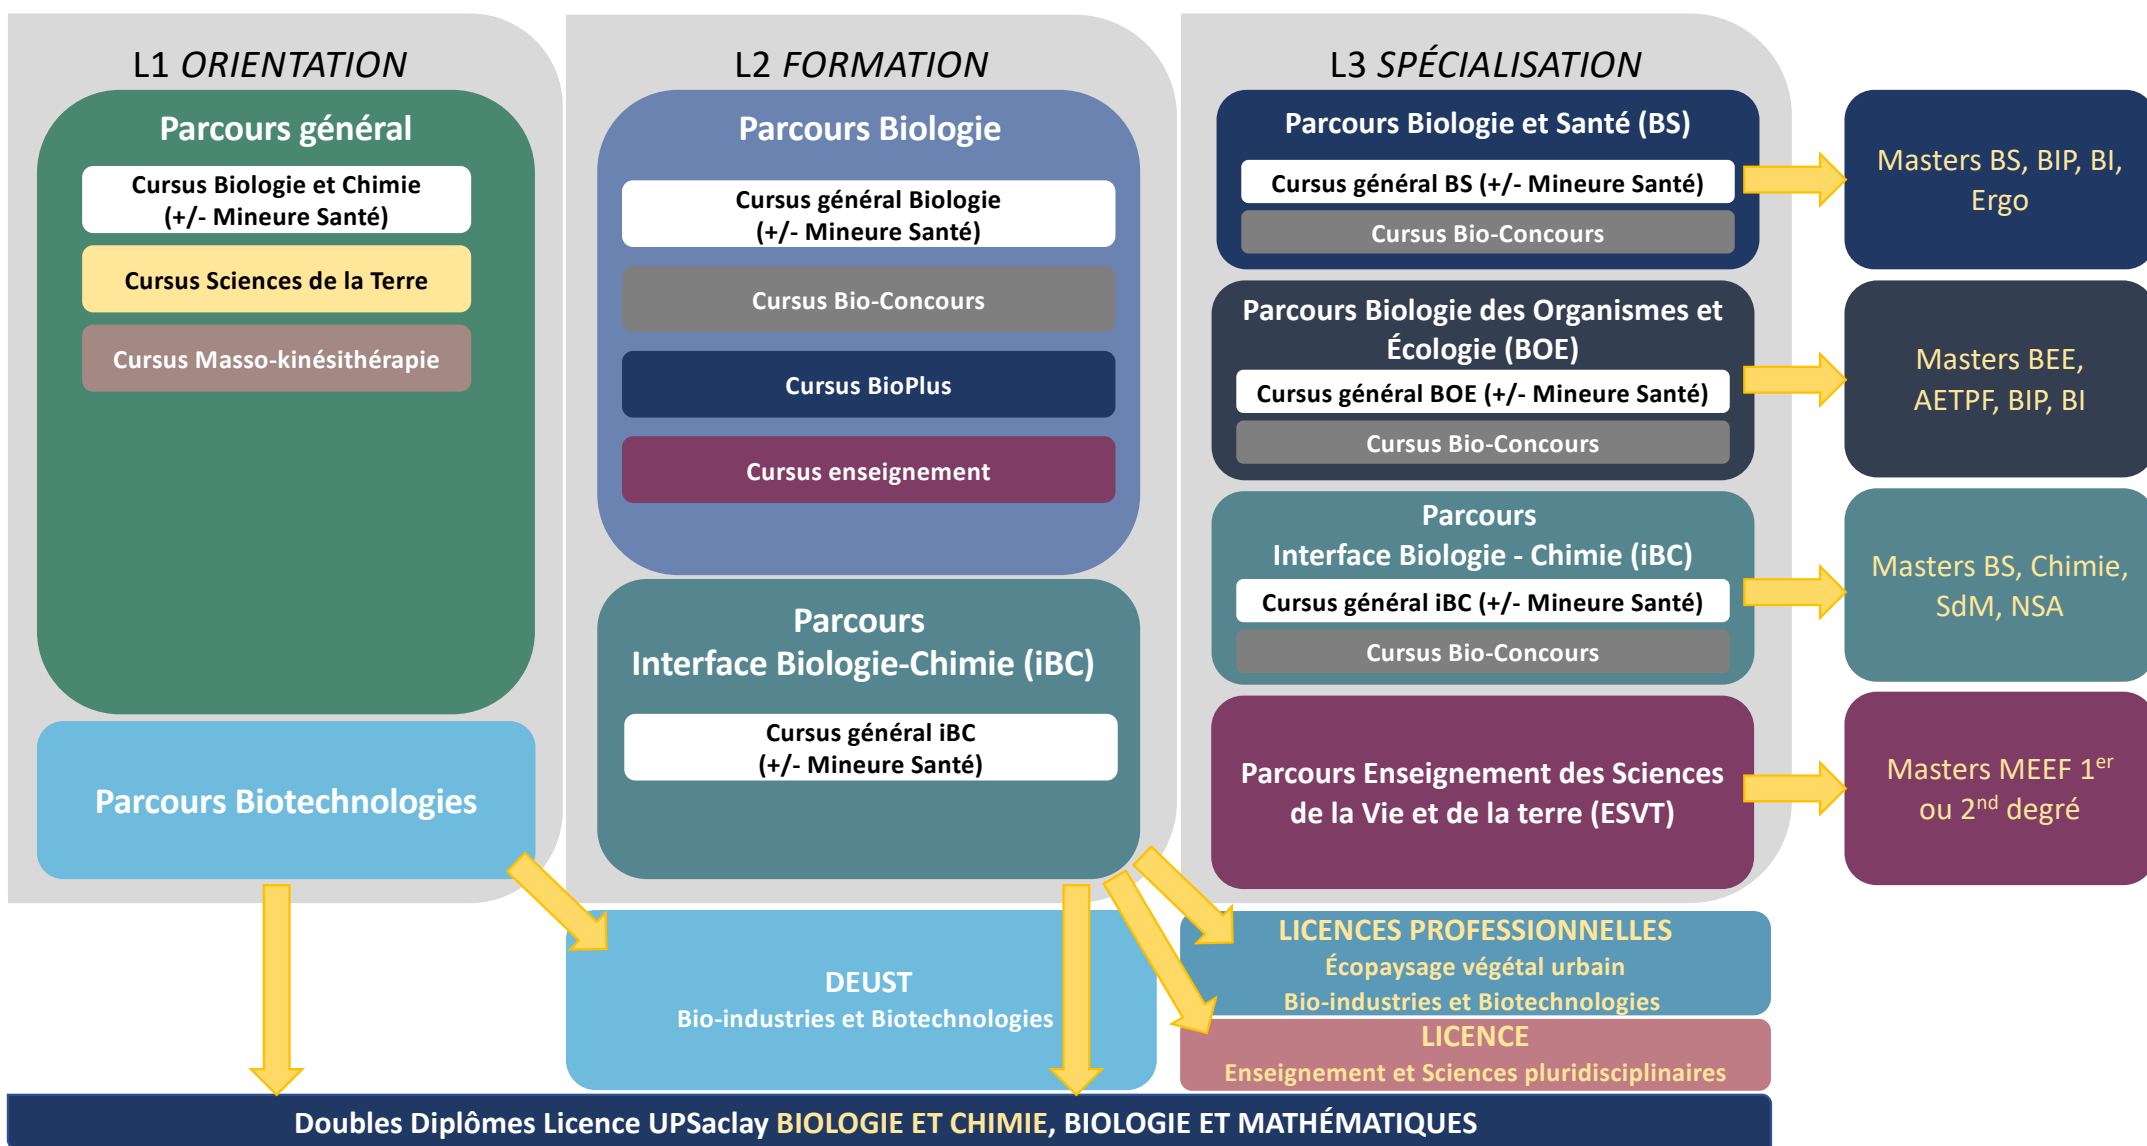 L1 ORIENTATION
Parcours général
Cursus Biologie et Chimie
(+/- Mineure Santé)
Cursus Sciences de la Terre
Cursus Masso-kinésithérapie
Parcours Biotechnologies
L2 FORMATION
Parcours Biologie
Cursus général Biologie
(+/- Mineure Santé)
Cursus Bio-Concours
Cursus BioPlus
Cursus enseignement
Parcours
Interface Biologie-Chimie (iBC)
Cursus général iBC
(+/- Mineure Santé)
DEUST
Bio-industries et Biotechnologies
L3 SPÉCIALISATION
Parcours Biologie et Santé (BS)
Cursus général BS (+/- Mineure Santé)
Cursus Bio-Concours
Masters BS, BIP, BI,
Ergo
Parcours Biologie des Organismes et
Écologie (BOE)
Cursus général BOE (+/- Mineure Santé)
Cursus Bio-Concours
Masters BEE,
AETPF, BIP, BI
Parcours
Interface Biologie - Chimie (iBC)
Cursus général iBC (+/- Mineure Santé)
Cursus Bio-Concours
Masters BS, Chimie,
SdM, NSA
Parcours Enseignement des Sciences
de la Vie et de la terre (ESVT)
Masters MEEF 1er
ou 2nd degré
LICENCES PROFESSIONNELLES
Écopaysage végétal urbain
Bio-industries et Biotechnologies
LICENCE
Enseignement et Sciences pluridisciplinaires
Doubles Diplômes Licence UPSaclay BIOLOGIE ET CHIMIE, BIOLOGIE ET MATHÉMATIQUES